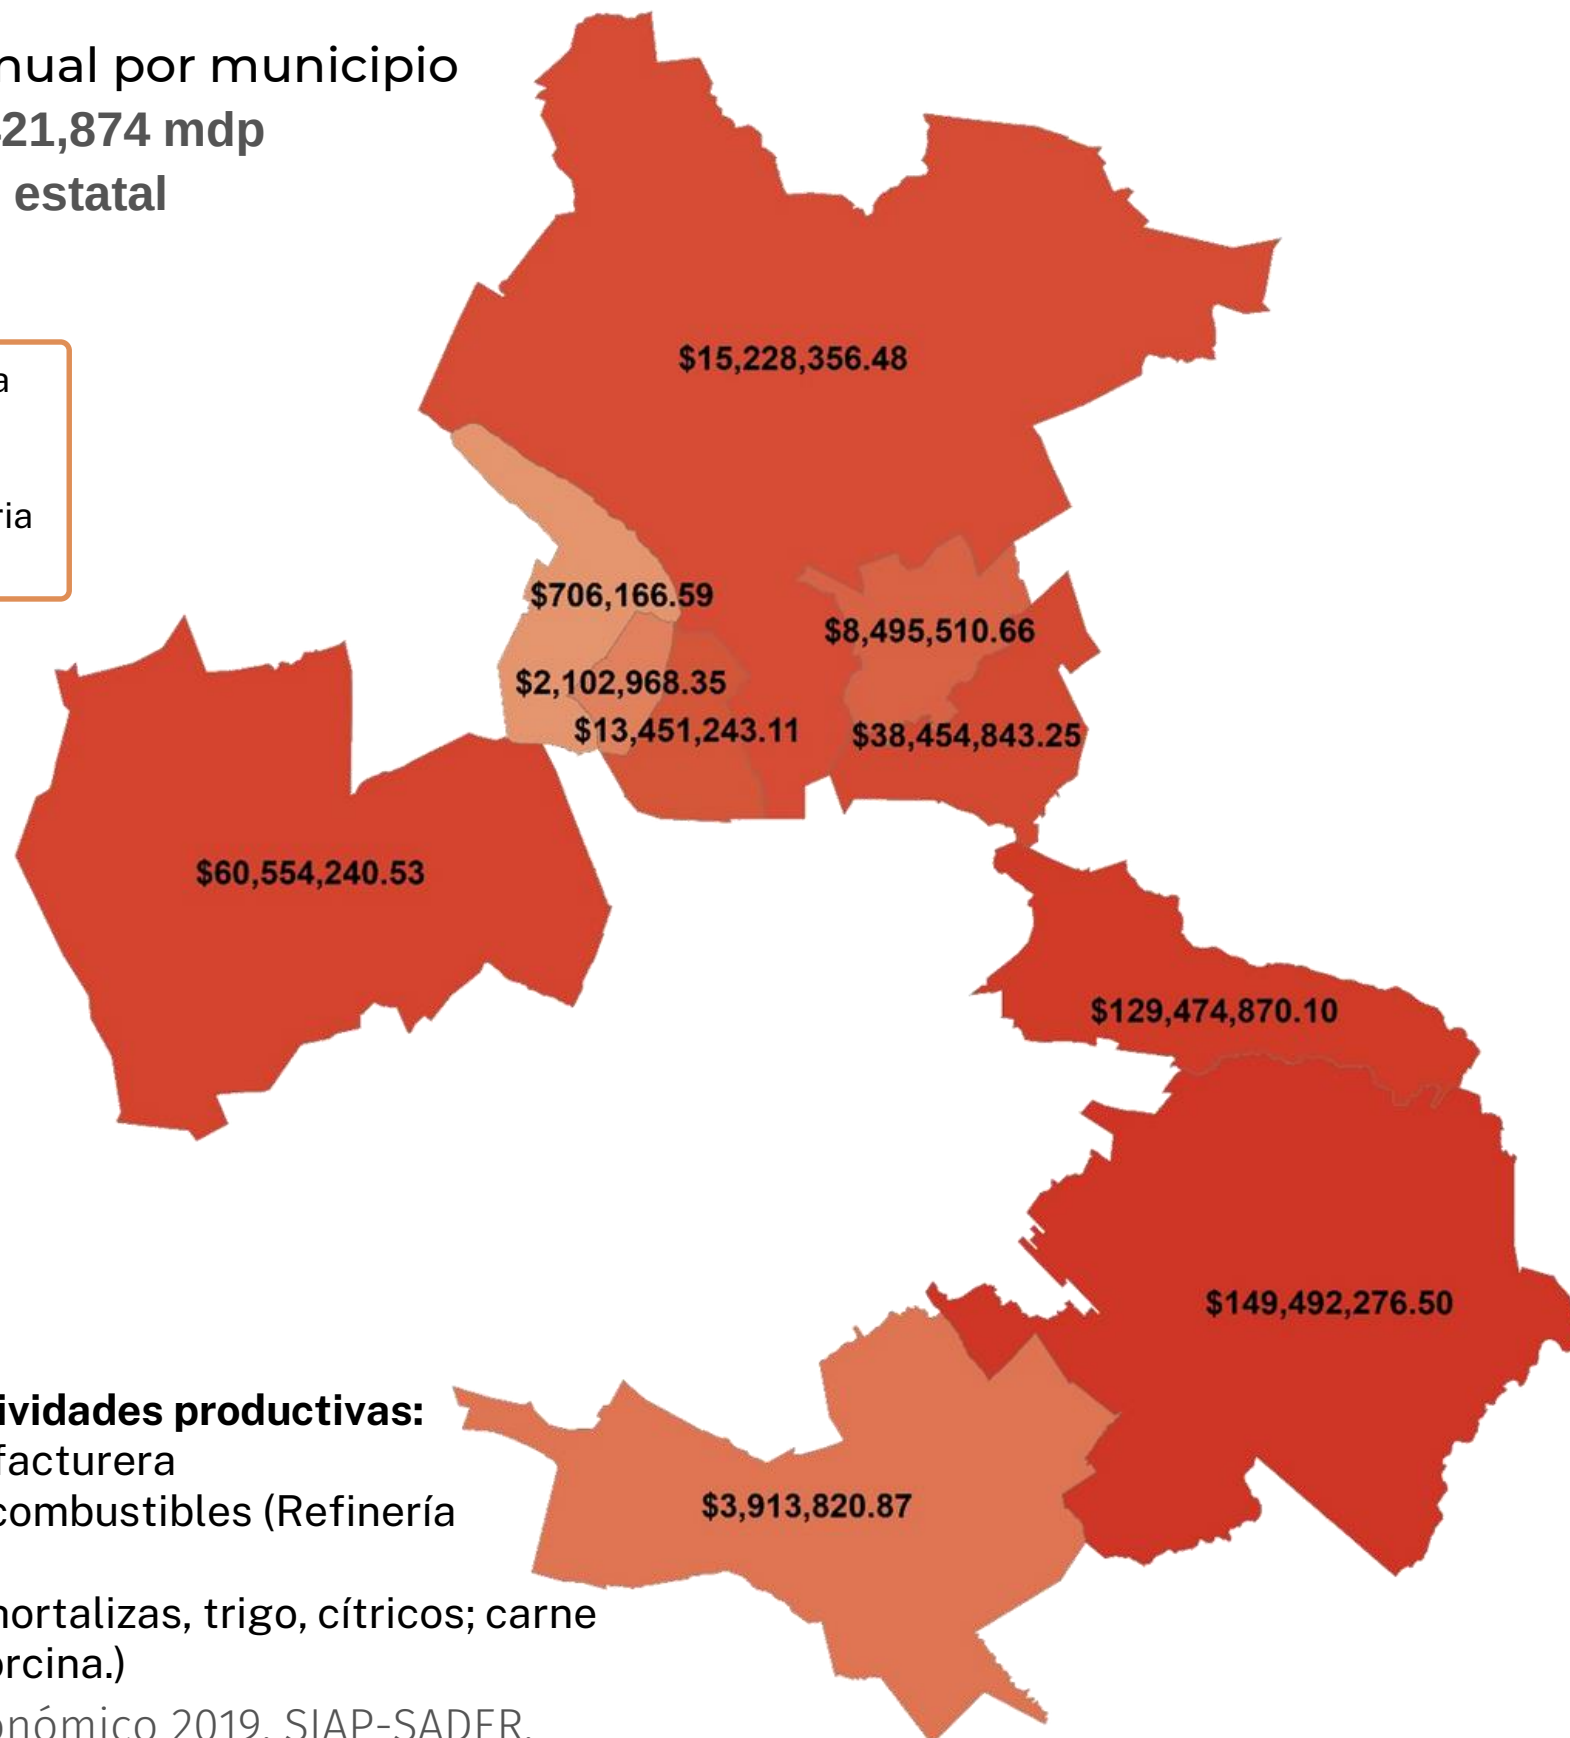 nual por municipio
21,874 mdp
estatal
a
ria
$15,228,356.48
$706,166.59
$8,495,510.66
$2,102,968.35
$13,451,243.11
$38,454,843.25
$60,554,240.53
$129,474,870.10
$149,492,276.50
$3,913,820.87
ividades productivas:
facturera
combustibles (Refinería
hortalizas, trigo, cítricos; carne
orcina.)
onómico 2019. SIAP-SADER.